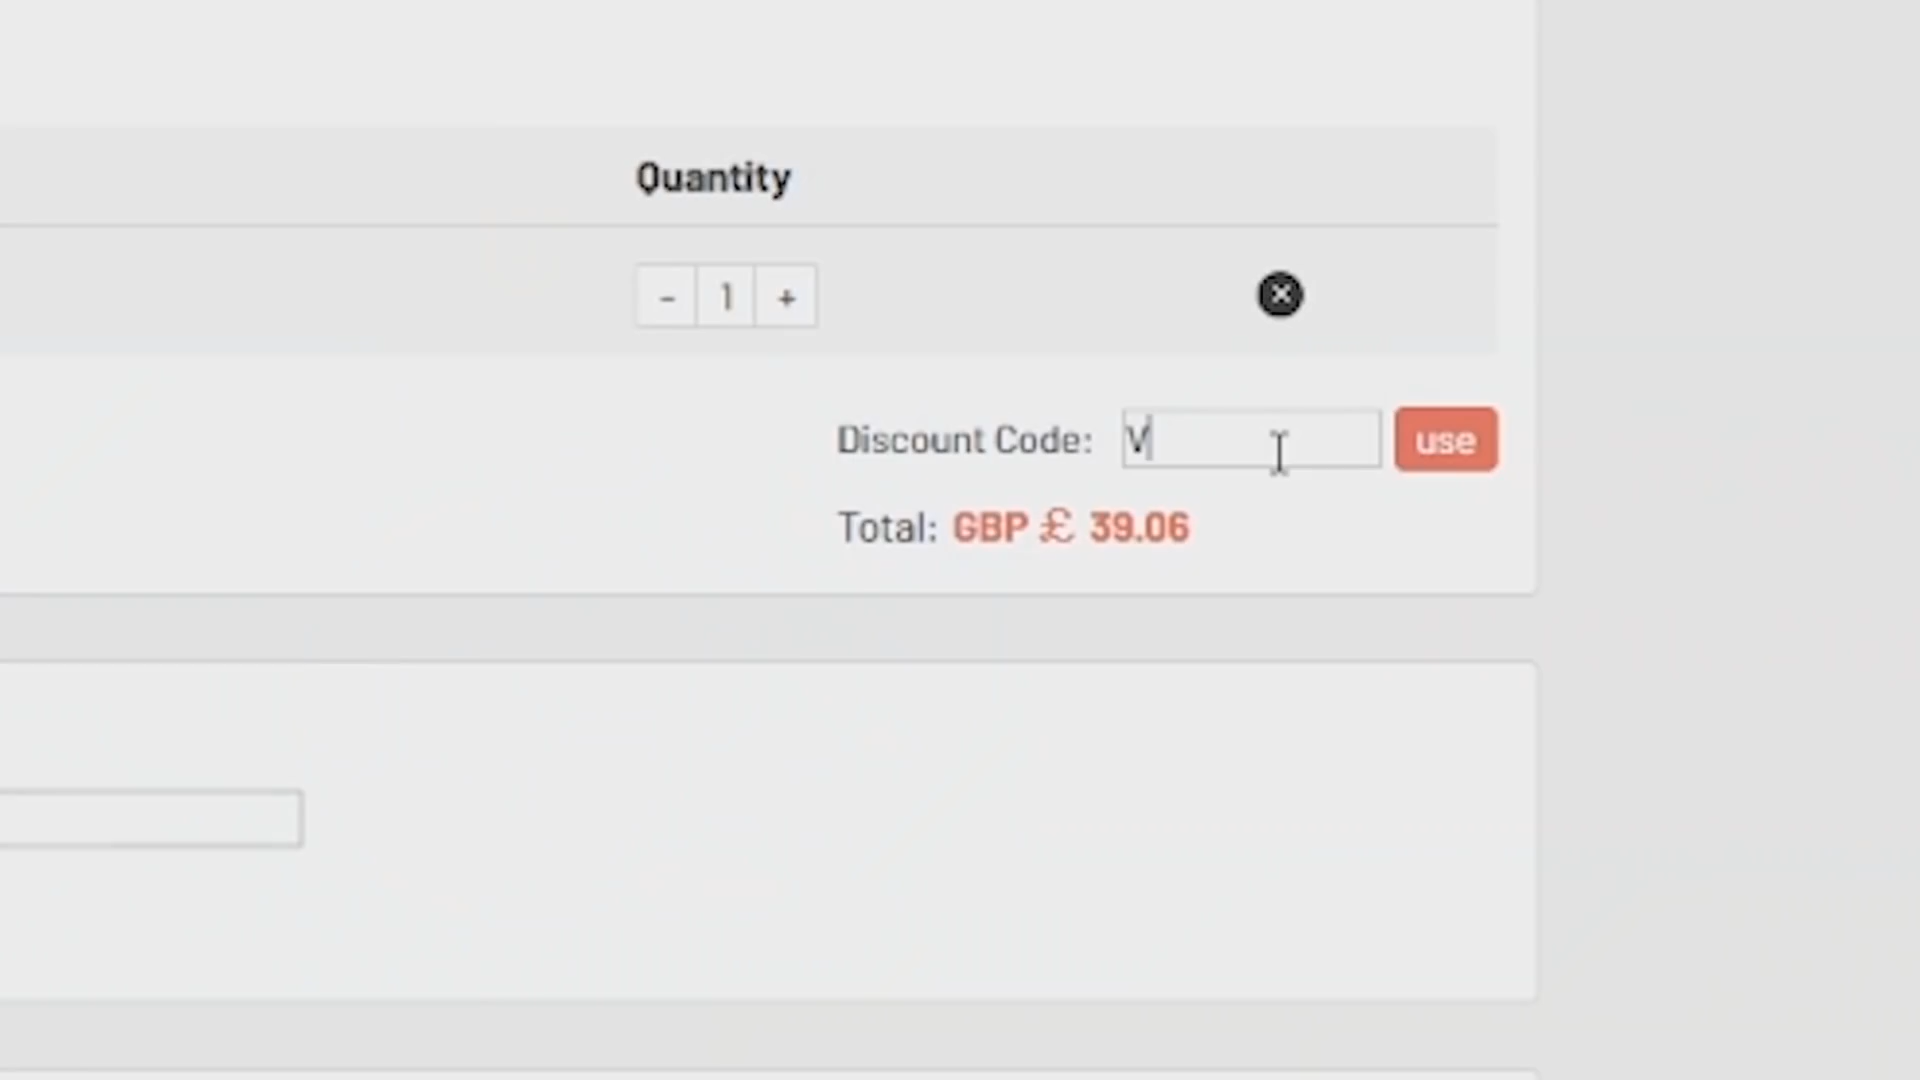 Quantity
- 1 +
Discount Code: V use
Total: GBP £ 39.06